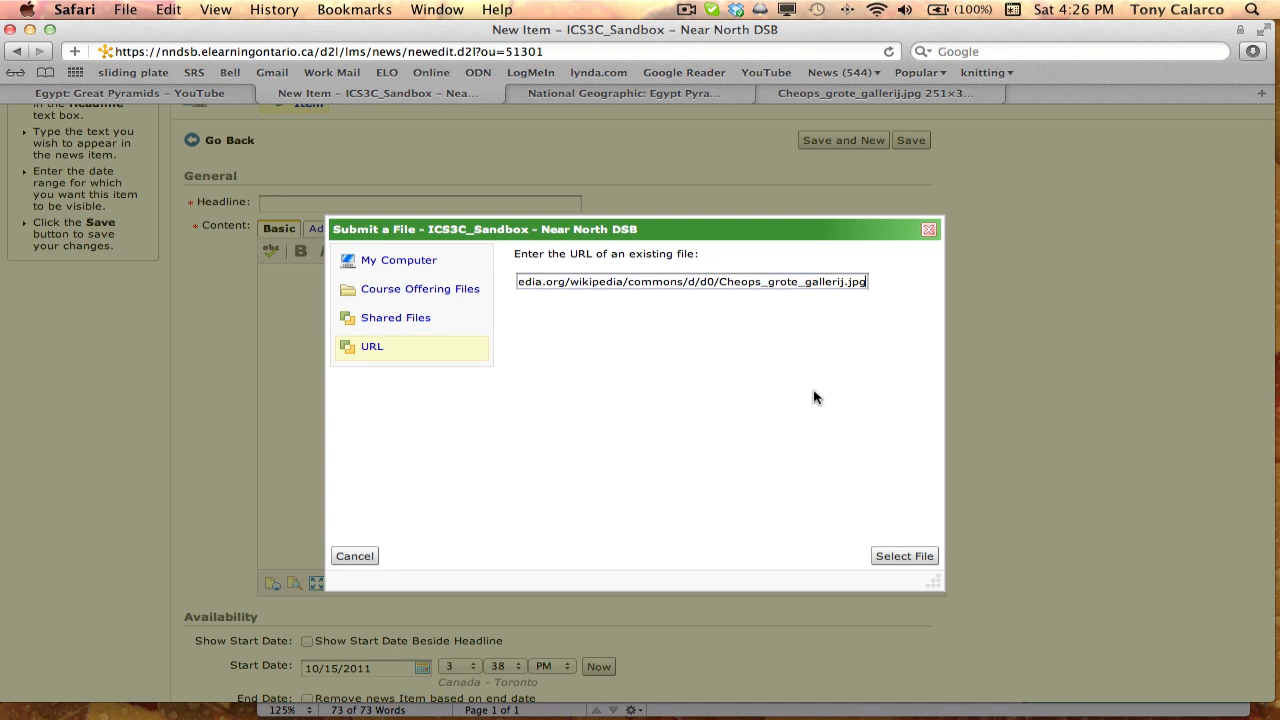 Safari File Edit View History Bookmarks Window Help (100%) Sat 4:26 PM Tony Calarco
New Item – ICS3C_Sandbox – Near North DSB
https://nndsb.elearningontario.ca/d2l/lms/news/newedit.d2l?ou=51301 Google
sliding plate SRS Bell Gmail Work Mail ELO Online ODN LogMeIn lynda.com Google Reader YouTube News (544) Popular knitting
Egypt: Great Pyramids – YouTube New Item – ICS3C_Sandbox – Nea... National Geographic: Egypt Pyra... Cheops_grote_gallerij.jpg 251×3...
in the Headline
text box.
Type the text you
wish to appear in
the news item.
Enter the date
range for which
you want this item
to be visible.
Click the Save
button to save
your changes.
Item
Go Back Save and New Save
General
* Headline:
* Content: Basic Ad
abc B
Submit a File - ICS3C_Sandbox - Near North DSB
My Computer
Course Offering Files
Shared Files
URL
Enter the URL of an existing file:
edia.org/wikipedia/commons/d/d0/Cheops_grote_gallerij.jpg
Cancel Select File
Availability
Show Start Date: Show Start Date Beside Headline
Start Date: 10/15/2011 3 38 PM Now
Canada - Toronto
End Date: Remove news Item based on end date
125% 73 of 73 Words Page 1 of 1